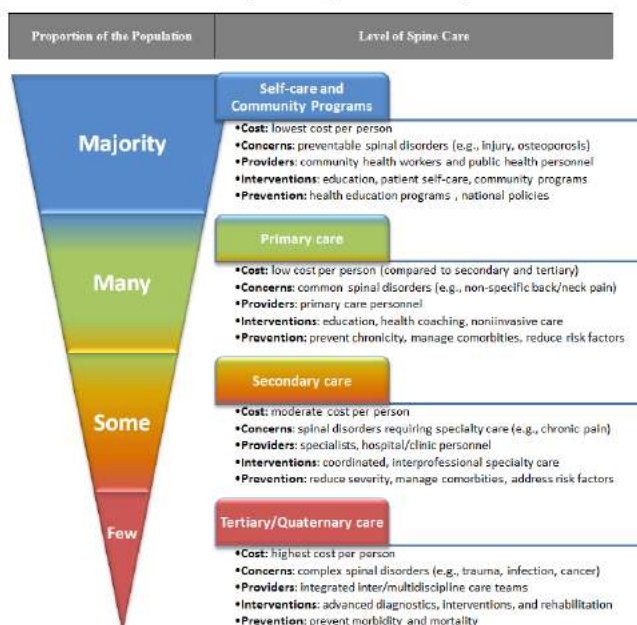 Proportion of the Population
Level of Spine Care
Majority
Self-care and
Community Programs
•Cost: lowest cost per person
•Concerns: preventable spinal disorders (e.g., injury, osteoporosis)
•Providers: community health workers and public health personnel
•Interventions: education, patient self-care, community programs
•Prevention: health education programs , national policies
Many
Primary care
•Cost: low cost per person (compared to secondary and tertiary)
•Concerns: common spinal disorders (e.g., non-specific back/neck pain)
•Providers: primary care personnel
•Interventions: education, health coaching, noniinvasive care
•Prevention: prevent chronicity, manage comorbities, reduce risk factors
Some
Secondary care
•Cost: moderate cost per person
•Concerns: spinal disorders requiring specialty care (e.g., chronic pain)
•Providers: specialists, hospital/clinic personnel
•Interventions: coordinated, interprofessional specialty care
•Prevention: reduce severity, manage comorbities, address risk factors
Few
Tertiary/Quaternary care
•Cost: highest cost per person
•Concerns: complex spinal disorders (e.g., trauma, infection, cancer)
•Providers: integrated inter/multidiscipline care teams
•Interventions: advanced diagnostics, interventions, and rehabilitation
•Prevention: prevent morbidity and mortality